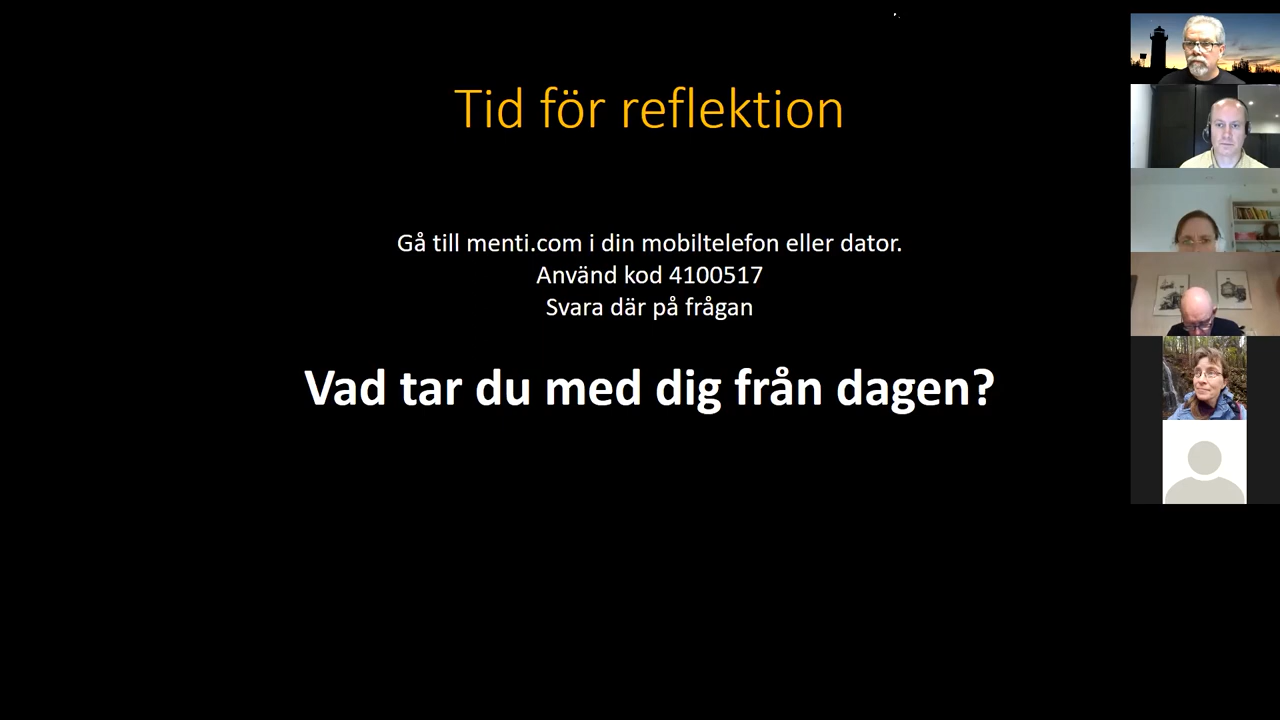 Tid för reflektion
Gå till menti.com i din mobiltelefon eller dator.
Använd kod 4100517
Svara där på frågan
Vad tar du med dig från dagen?